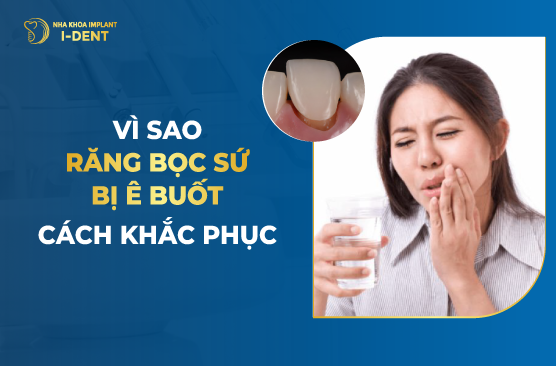 NHA KHOA IMPLANT
I-DENT
VÌ SAO
RĂNG BỌC SỨ
BỊ Ê BUỐT
CÁCH KHẮC PHỤC